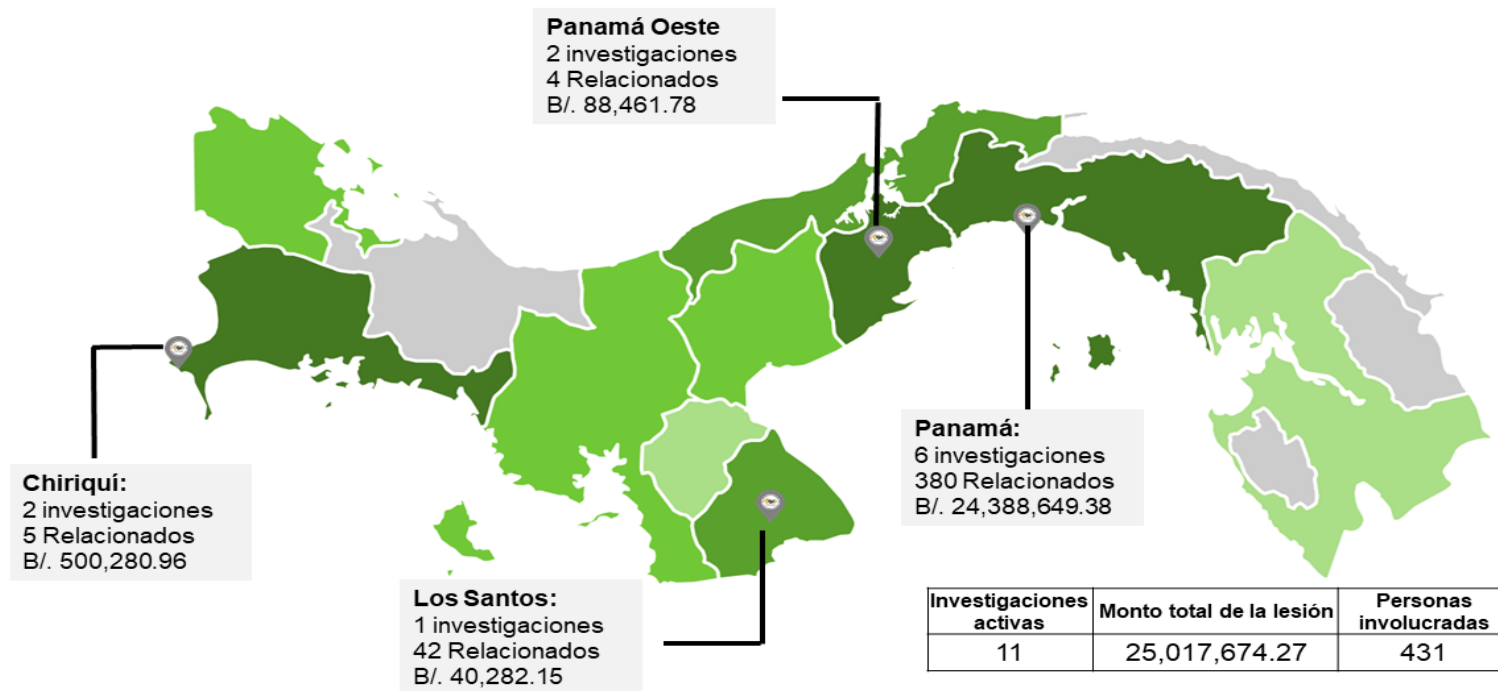 Panamá Oeste
2 investigaciones
4 Relacionados
B/. 88,461.78
Chiriquí:
2 investigaciones
5 Relacionados
B/. 500,280.96
Los Santos:
1 investigaciones
42 Relacionados
B/. 40,282.15
Panamá:
6 investigaciones
380 Relacionados
B/. 24,388,649.38
Investigaciones activas
Monto total de la lesión
Personas involucradas
11
25,017,674.27
431